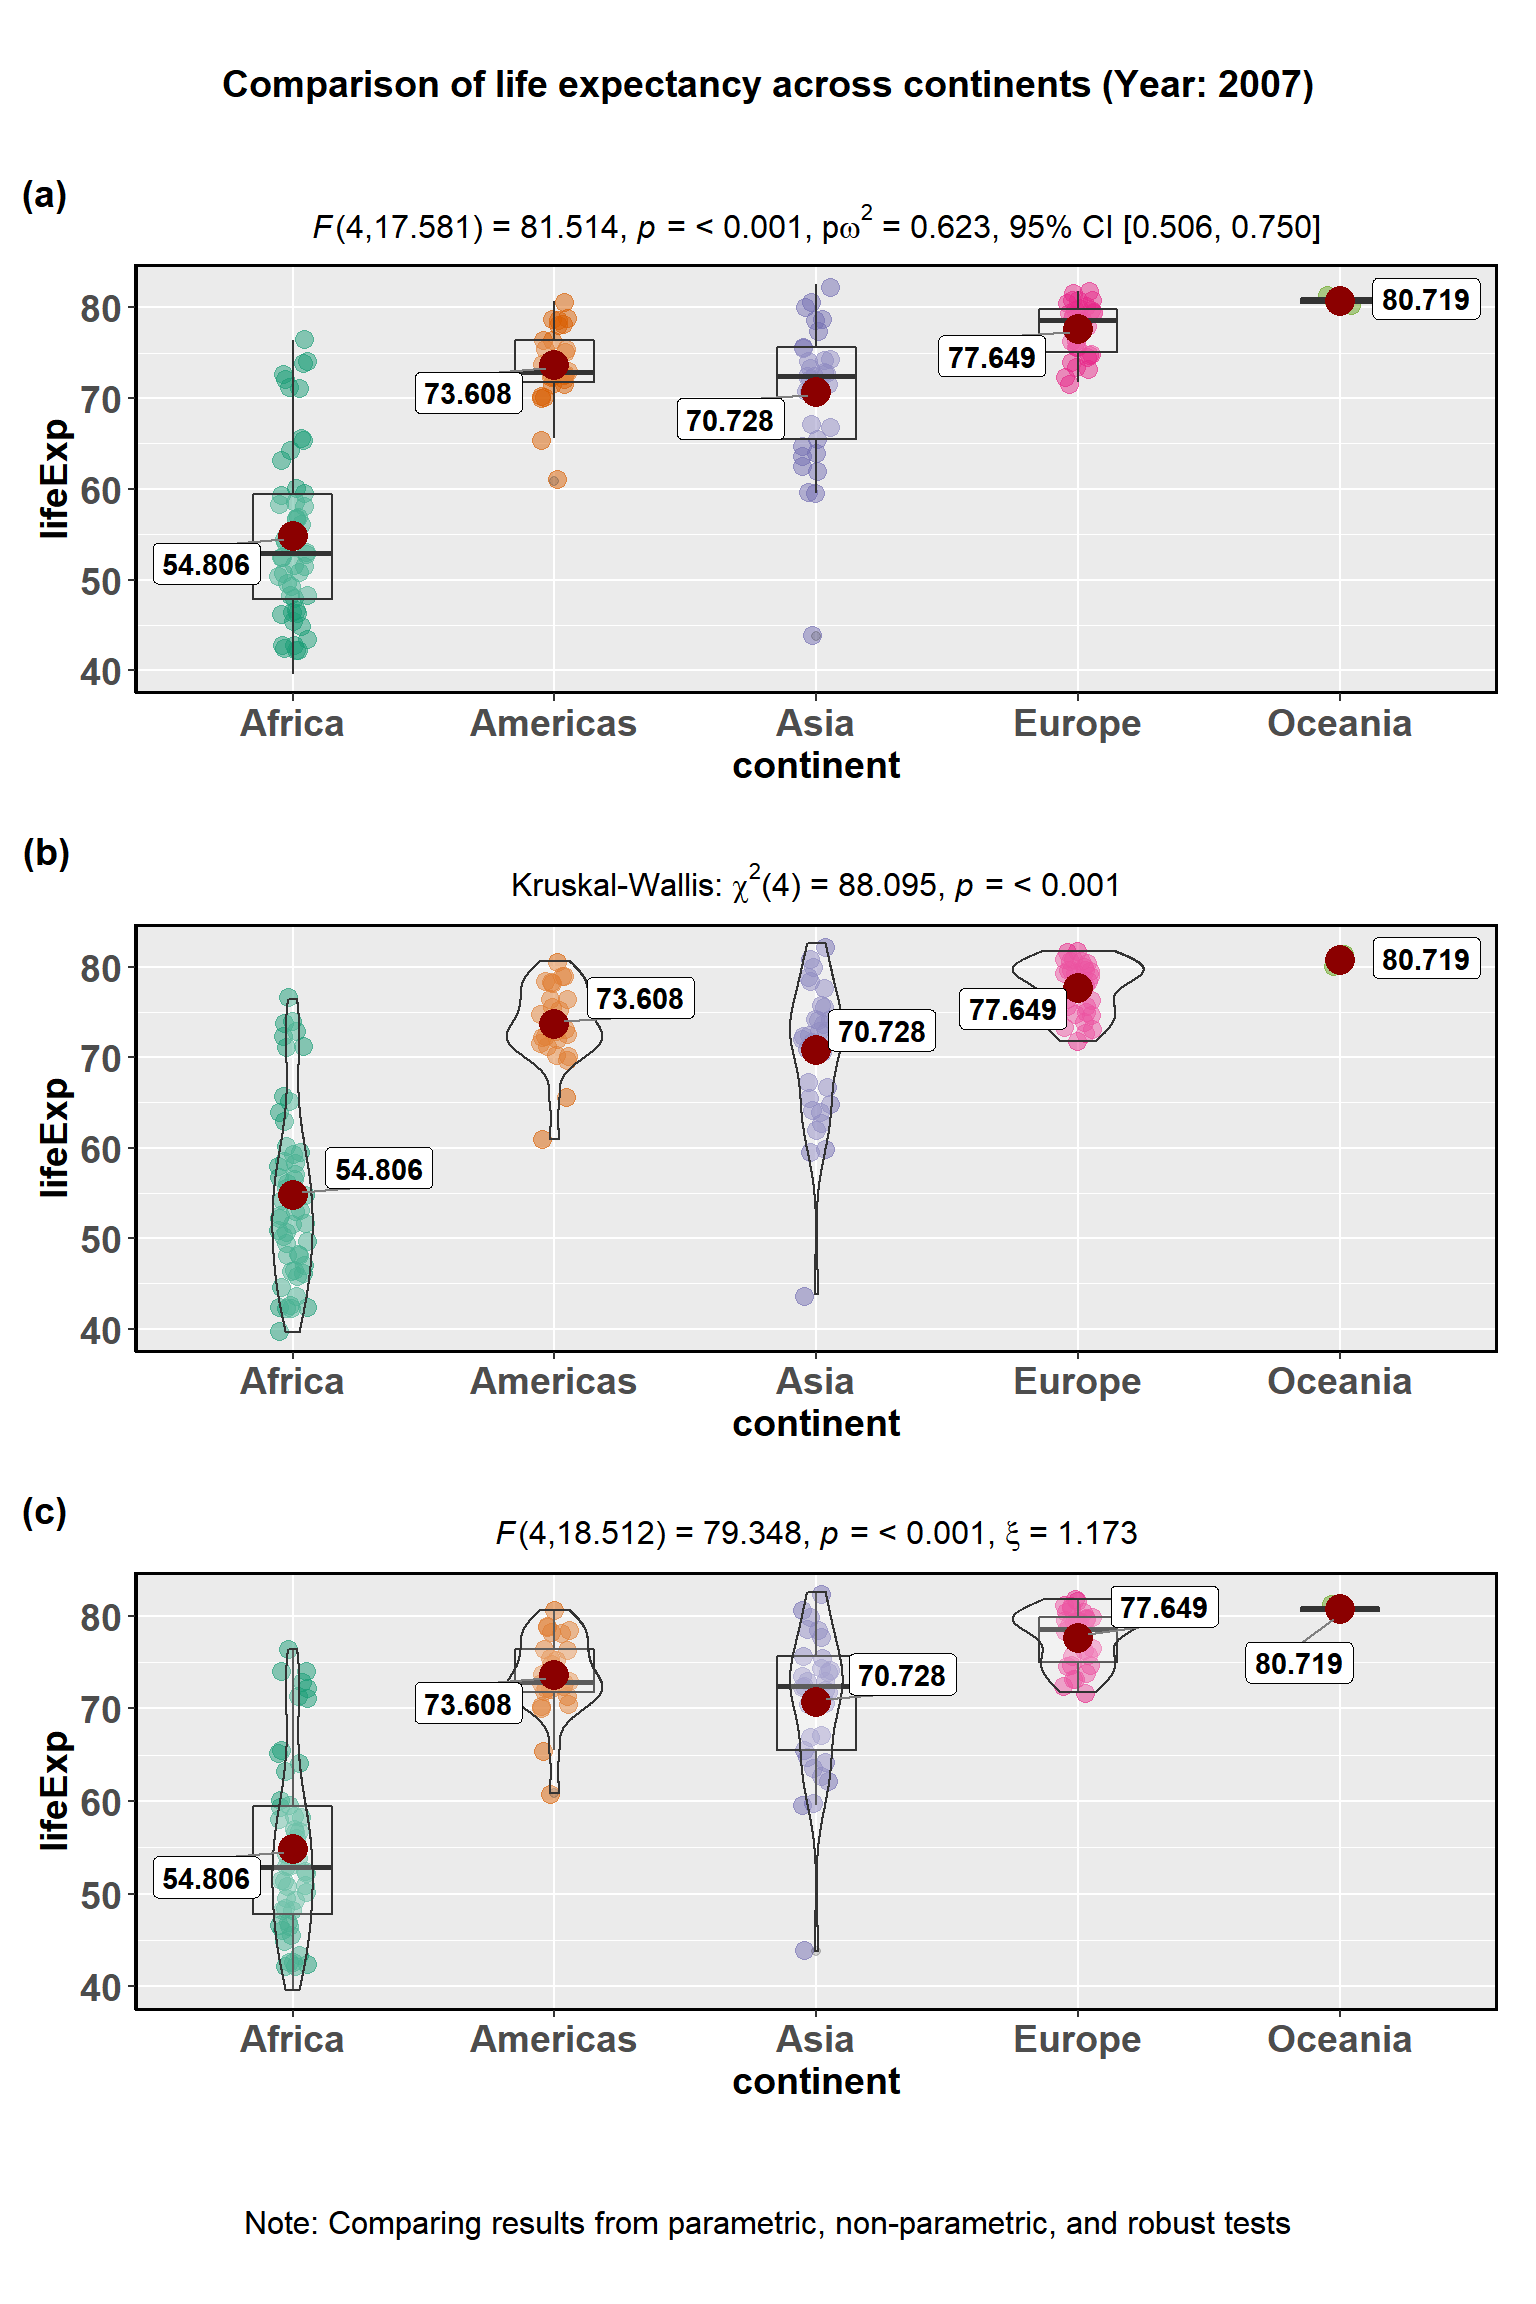 Comparison of life expectancy across continents (Year: 2007)
(a)
F(4,17.581) = 81.514, p = < 0.001, pω² = 0.623, 95% CI [0.506, 0.750]
lifeExp
80
70
60
50
40
54.806
73.608
70.728
77.649
80.719
Africa Americas Asia Europe Oceania
continent
(b)
Kruskal-Wallis: χ²(4) = 88.095, p = < 0.001
lifeExp
80
70
60
50
40
54.806
73.608
70.728
77.649
80.719
Africa Americas Asia Europe Oceania
continent
(c)
F(4,18.512) = 79.348, p = < 0.001, ξ = 1.173
lifeExp
80
70
60
50
40
54.806
73.608
70.728
77.649
80.719
Africa Americas Asia Europe Oceania
continent
Note: Comparing results from parametric, non-parametric, and robust tests